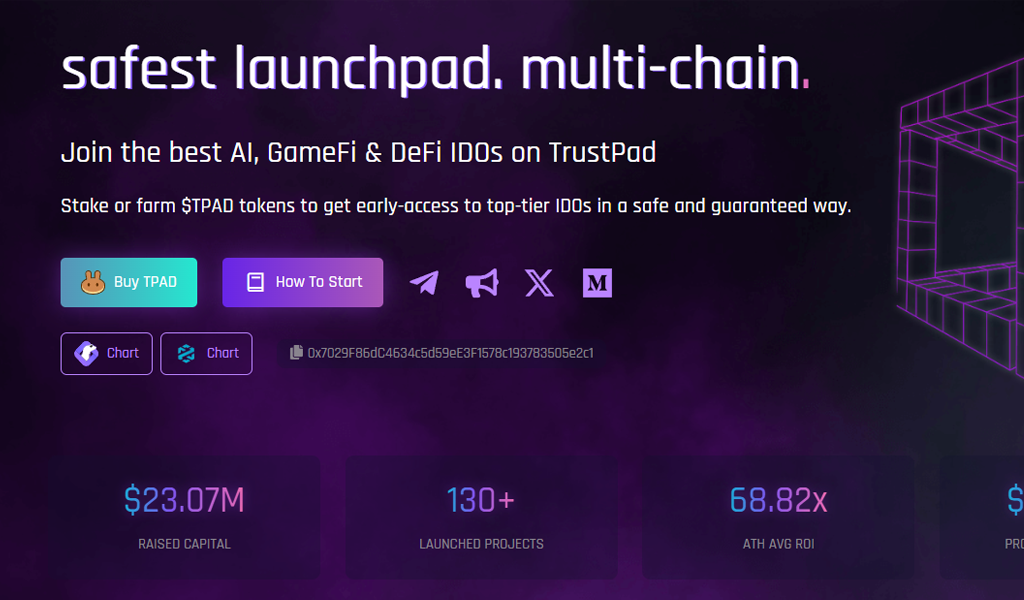 safest launchpad. multi-chain.
Join the best AI, GameFi & DeFi IDOs on TrustPad
Stake or farm $TPAD tokens to get early-access to top-tier IDOs in a safe and guaranteed way.
Buy TPAD How To Start M
Chart Chart 0x7029F86dC4634c5d59eE3F1578c193783505e2c1
$23.07M 130+ 68.82x $
RAISED CAPITAL LAUNCHED PROJECTS ATH AVG ROI